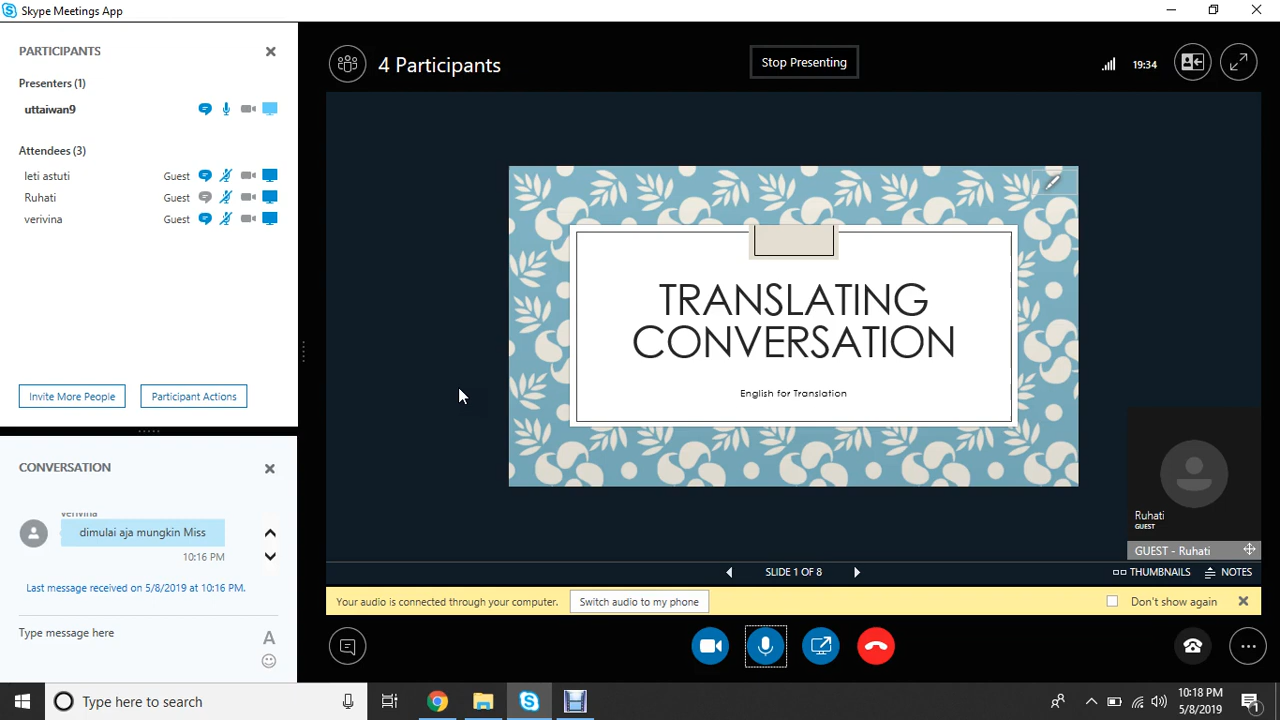 Skype Meetings App
PARTICIPANTS
Presenters (1)
uttaiwan9
Attendees (3)
leti astuti Guest
Ruhati Guest
verivina Guest
Invite More People
Participant Actions
CONVERSATION
verivina
dimulai aja mungkin Miss
10:16 PM
Last message received on 5/8/2019 at 10:16 PM.
Type message here
A
4 Participants
Stop Presenting
19:34
TRANSLATING
CONVERSATION
English for Translation
Ruhati
GUEST
GUEST - Ruhati
SLIDE 1 OF 8
THUMBNAILS
NOTES
Your audio is connected through your computer.
Switch audio to my phone
Don't show again
Type here to search
10:18 PM
5/8/2019
1